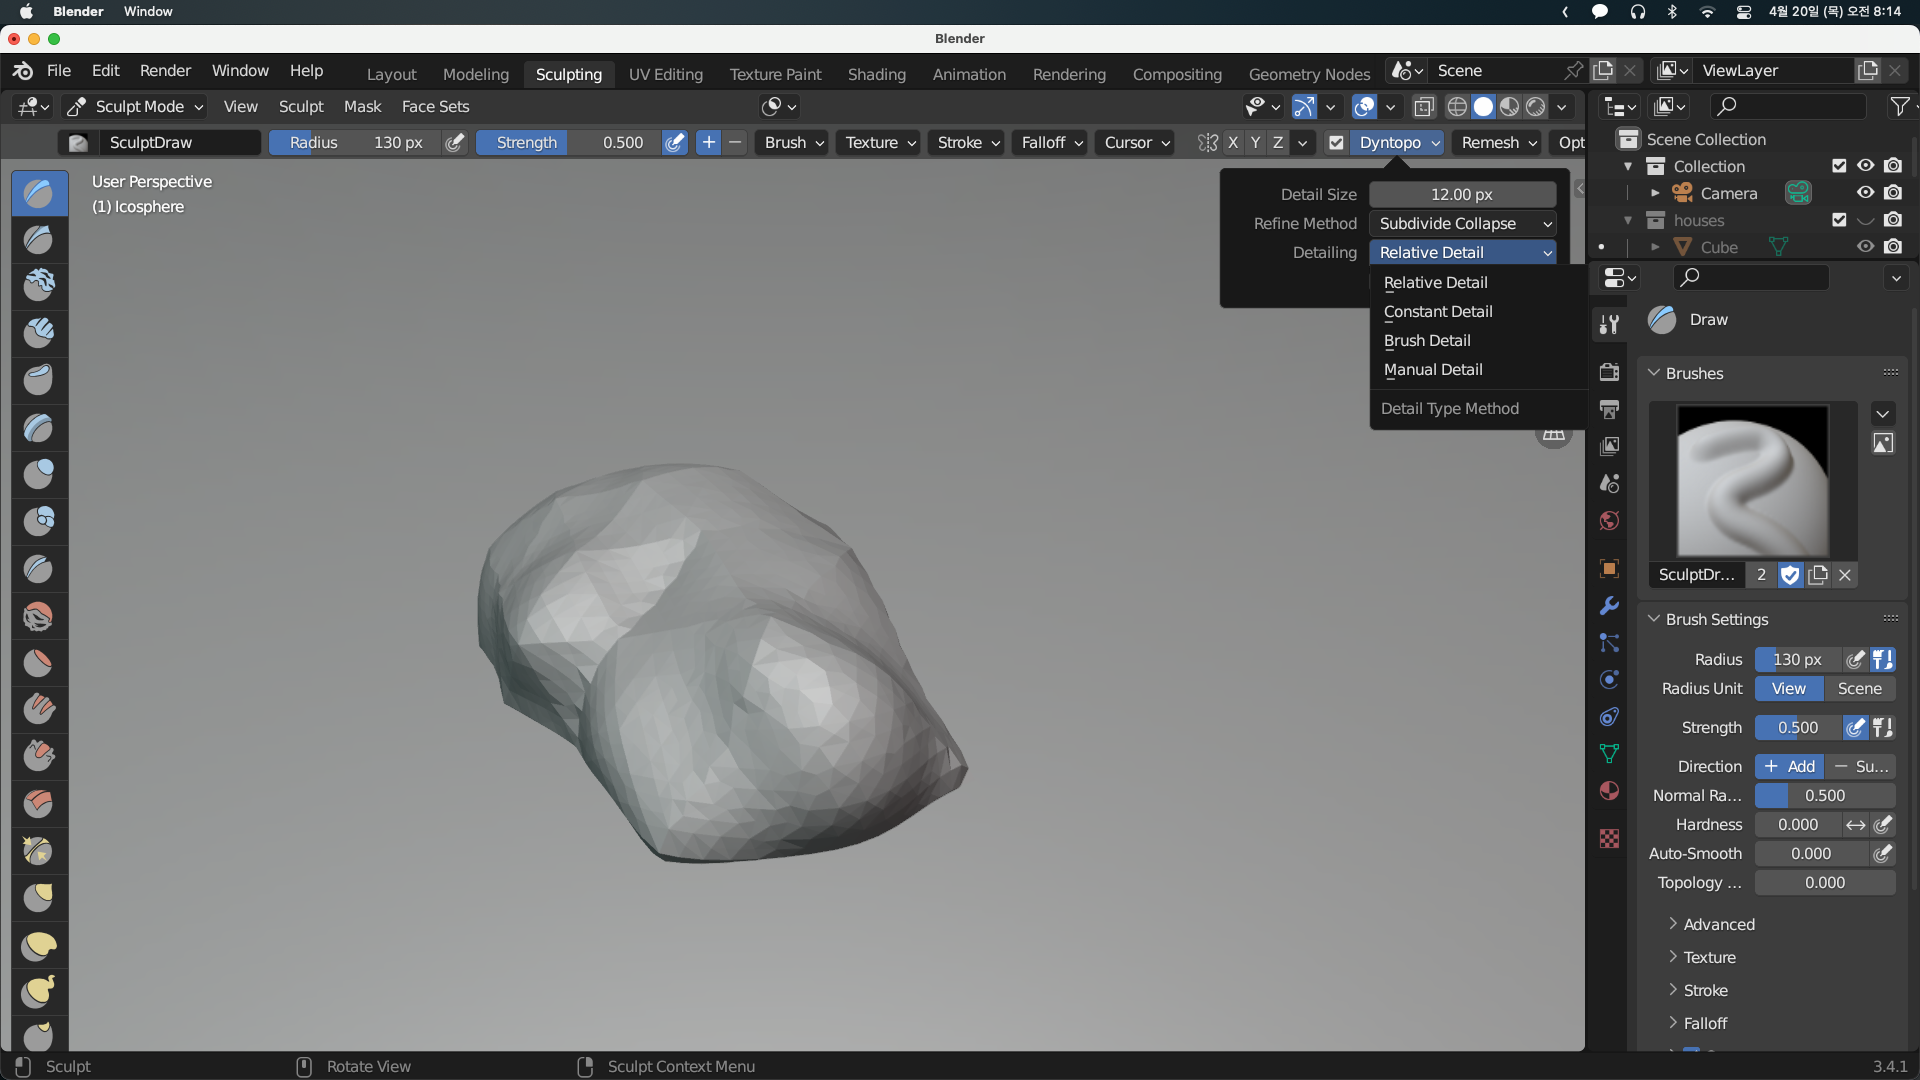 Blender Window 4월 20일 (목) 오전 8:14
Blender
File Edit Render Window Help Layout Modeling Sculpting UV Editing Texture Paint Shading Animation Rendering Compositing Geometry Nodes Scene ViewLayer
Sculpt Mode View Sculpt Mask Face Sets
SculptDraw Radius 130 px Strength 0.500 Brush Texture Stroke Falloff Cursor X Y Z Dyntopo Remesh Opt
User Perspective
(1) Icosphere
Detail Size 12.00 px
Refine Method Subdivide Collapse
Detailing Relative Detail
Relative Detail
Constant Detail
Brush Detail
Manual Detail
Detail Type Method
Scene Collection
Collection
Camera
houses
Cube
Draw
Brushes
SculptDr... 2
Brush Settings
Radius 130 px
Radius Unit View Scene
Strength 0.500
Direction + Add − Su...
Normal Ra... 0.500
Hardness 0.000
Auto-Smooth 0.000
Topology ... 0.000
Advanced
Texture
Stroke
Falloff
Sculpt Rotate View Sculpt Context Menu 3.4.1